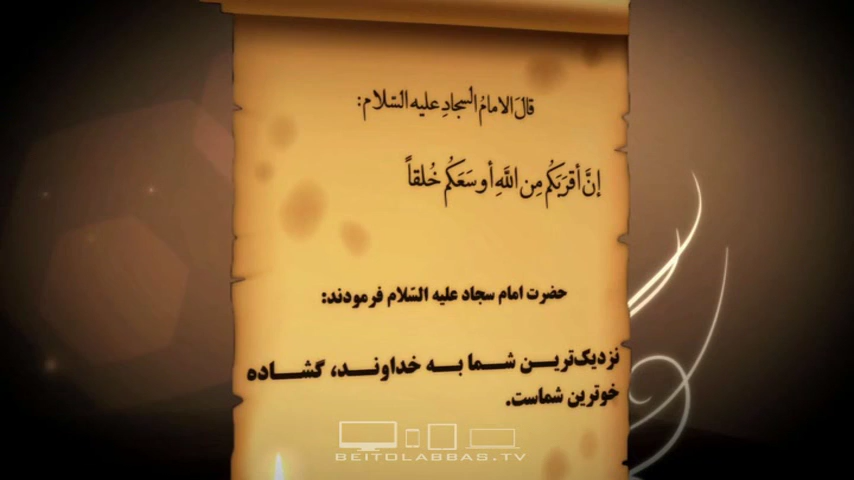 قالَ الامامُ السجادِ علیه السّلام:
إنَّ أقرَبَکُم مِن اللَّهِ أوسَعَکُم خُلقاً
حضرت امام سجاد علیه السّلام فرمودند:
نزدیک‌ترین شما به خداوند، گشاده
خوترین شماست.
BEITOLABBAS.TV